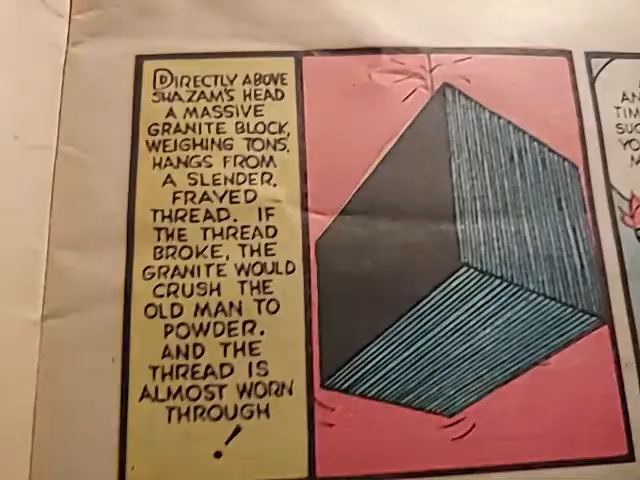 DIRECTLY ABOVE
SHAZAM'S HEAD
A MASSIVE
GRANITE BLOCK,
WEIGHING TONS,
HANGS FROM
A SLENDER,
FRAYED
THREAD. IF
THE THREAD
BROKE, THE
GRANITE WOULD
CRUSH THE
OLD MAN TO
POWDER.
AND THE
THREAD IS
ALMOST WORN
THROUGH
!